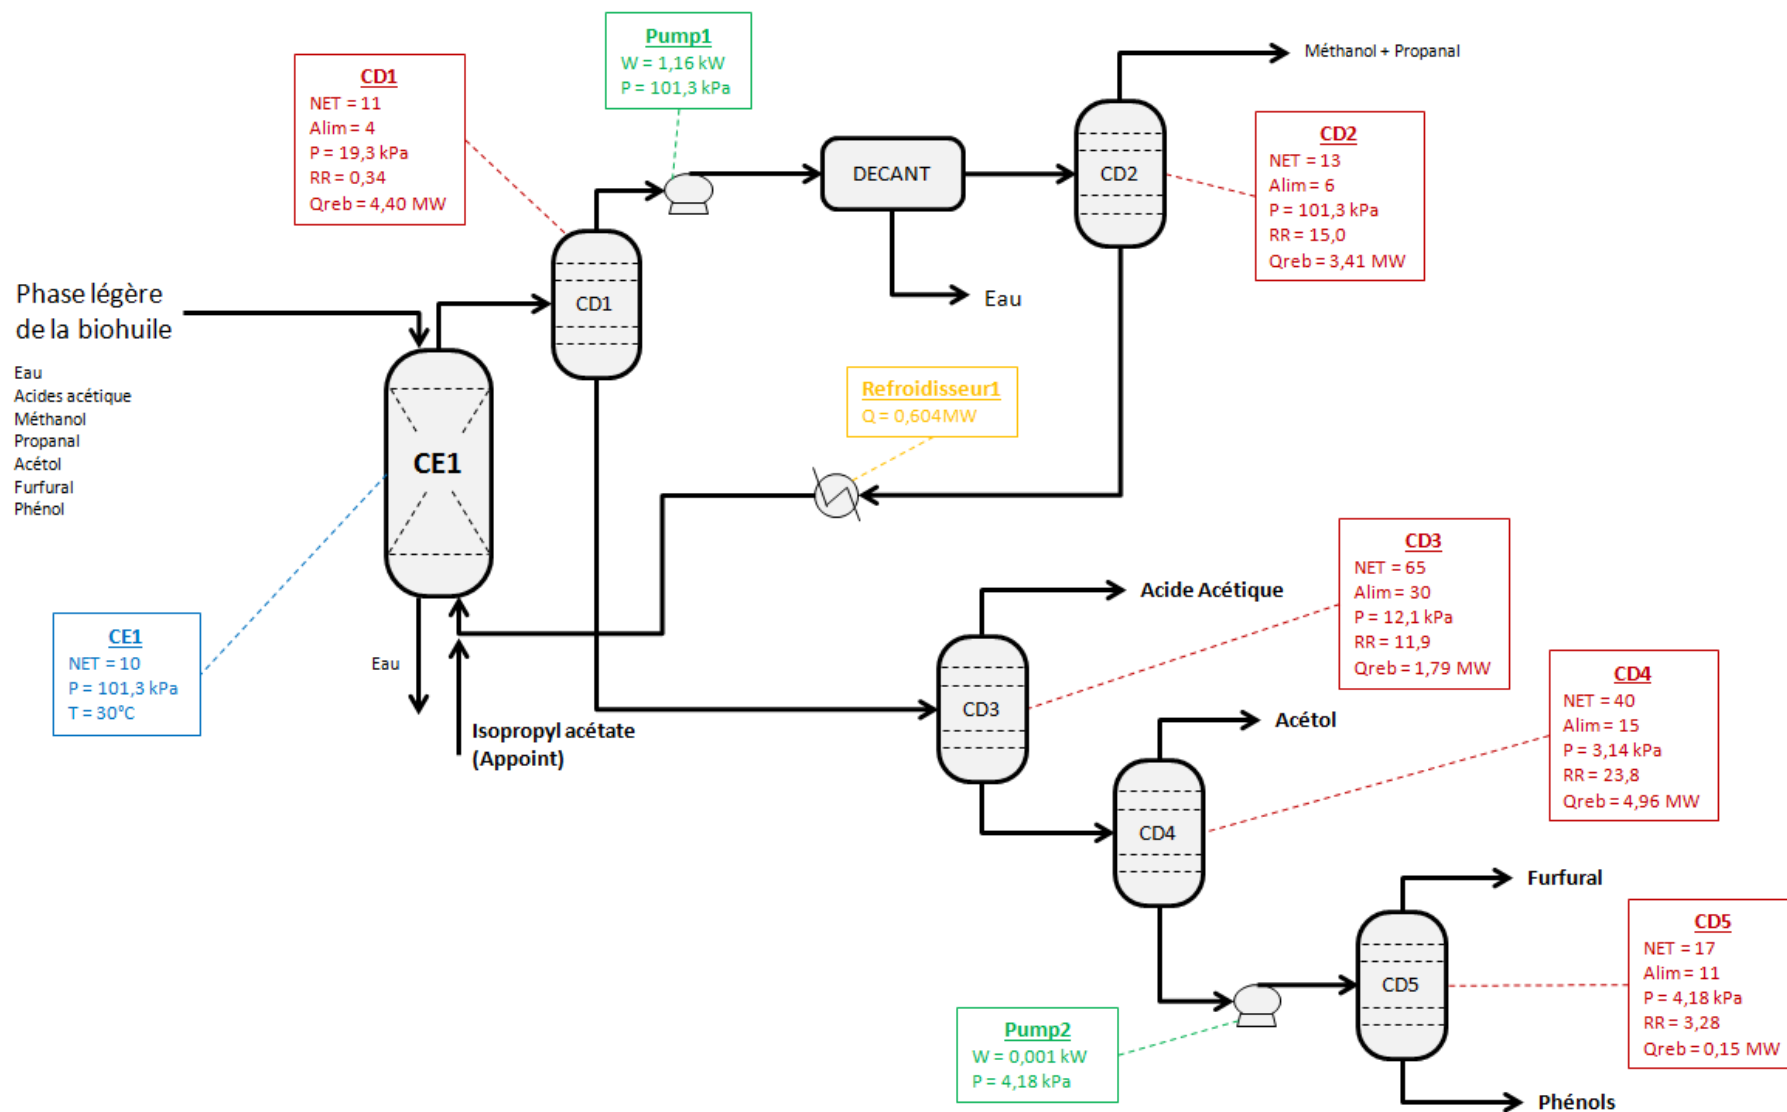 Pump1
W = 1,16 kW
P = 101,3 kPa
Méthanol + Propanal
CD1
NET = 11
Alim = 4
P = 19,3 kPa
RR = 0,34
Qreb = 4,40 MW
CD2
NET = 13
Alim = 6
P = 101,3 kPa
RR = 15,0
Qreb = 3,41 MW
DECANT
CD2
Eau
CD1
Phase légère
de la biohuile
Eau
Acides acétique
Méthanol
Propanal
Acétol
Furfural
Phénol
Refroidisseur1
Q = 0,604MW
CE1
CE1
NET = 10
P = 101,3 kPa
T = 30°C
Eau
Isopropyl acétate
(Appoint)
Acide Acétique
CD3
NET = 65
Alim = 30
P = 12,1 kPa
RR = 11,9
Qreb = 1,79 MW
CD3
Acétol
CD4
NET = 40
Alim = 15
P = 3,14 kPa
RR = 23,8
Qreb = 4,96 MW
CD4
Furfural
CD5
NET = 17
Alim = 11
P = 4,18 kPa
RR = 3,28
Qreb = 0,15 MW
CD5
Pump2
W = 0,001 kW
P = 4,18 kPa
Phénols